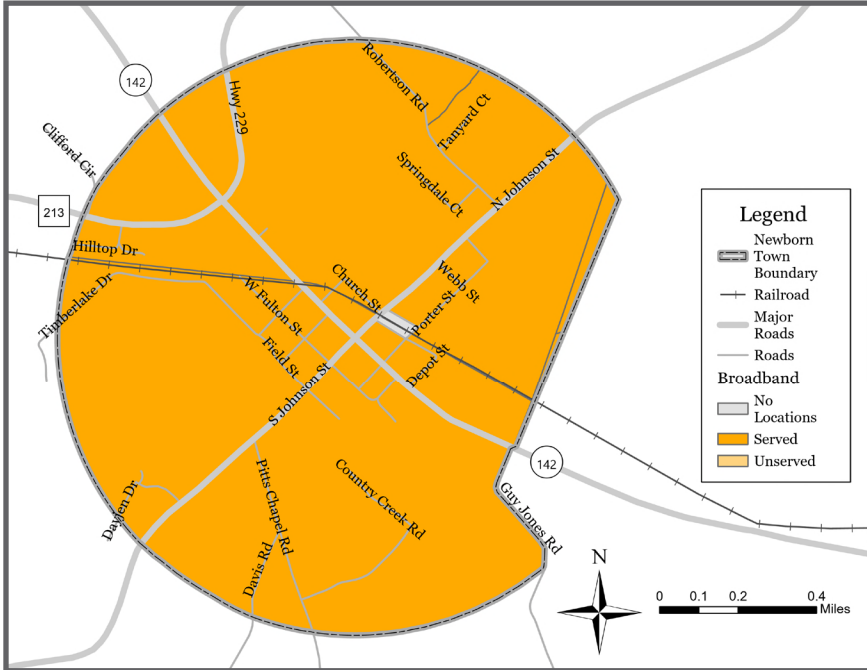 Robertson Rd
142
Hwy 229
Tanyard Ct
Clifford Cir
Springdale Ct
N Johnson St
213
Hilltop Dr
Timberlake Dr
Church St
Webb St
W Fulton St
Porter St
Field St
Depot St
S Johnson St
142
Country Creek Rd
Pitts Chapel Rd
Dayjen Dr
Guy Jones Rd
Davis Rd
Legend
Newborn
Town
Boundary
Railroad
Major
Roads
Roads
Broadband
No
Locations
Served
Unserved
N
0 0.1 0.2 0.4
Miles